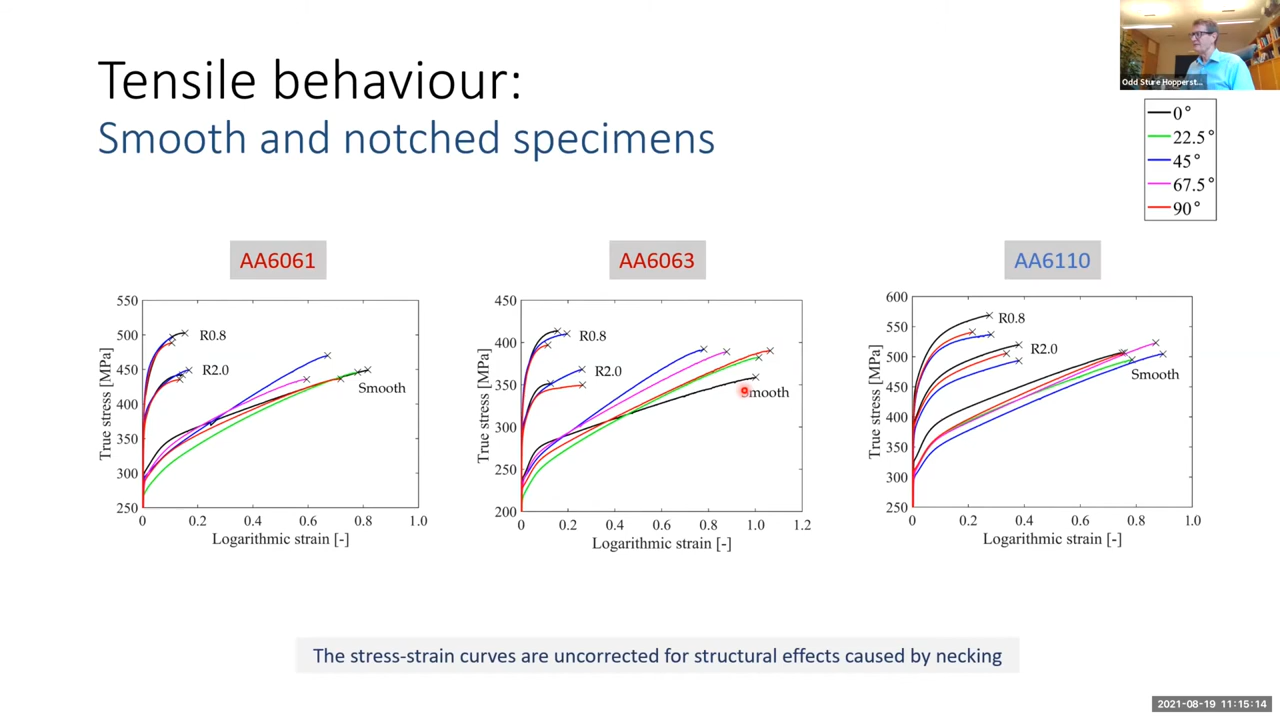 Tensile behaviour:
Smooth and notched specimens
Odd Sture Hopperst...
0°
22.5°
45°
67.5°
90°
AA6061
550
500
450
400
350
300
250
True stress [MPa]
R0.8
R2.0
Smooth
0
0.2
0.4
0.6
0.8
1.0
Logarithmic strain [-]
AA6063
450
400
350
300
250
200
True stress [MPa]
R0.8
R2.0
Smooth
0
0.2
0.4
0.6
0.8
1.0
1.2
Logarithmic strain [-]
AA6110
600
550
500
450
400
350
300
250
True stress [MPa]
R0.8
R2.0
Smooth
0
0.2
0.4
0.6
0.8
1.0
Logarithmic strain [-]
The stress-strain curves are uncorrected for structural effects caused by necking
2021-08-19 11:15:14